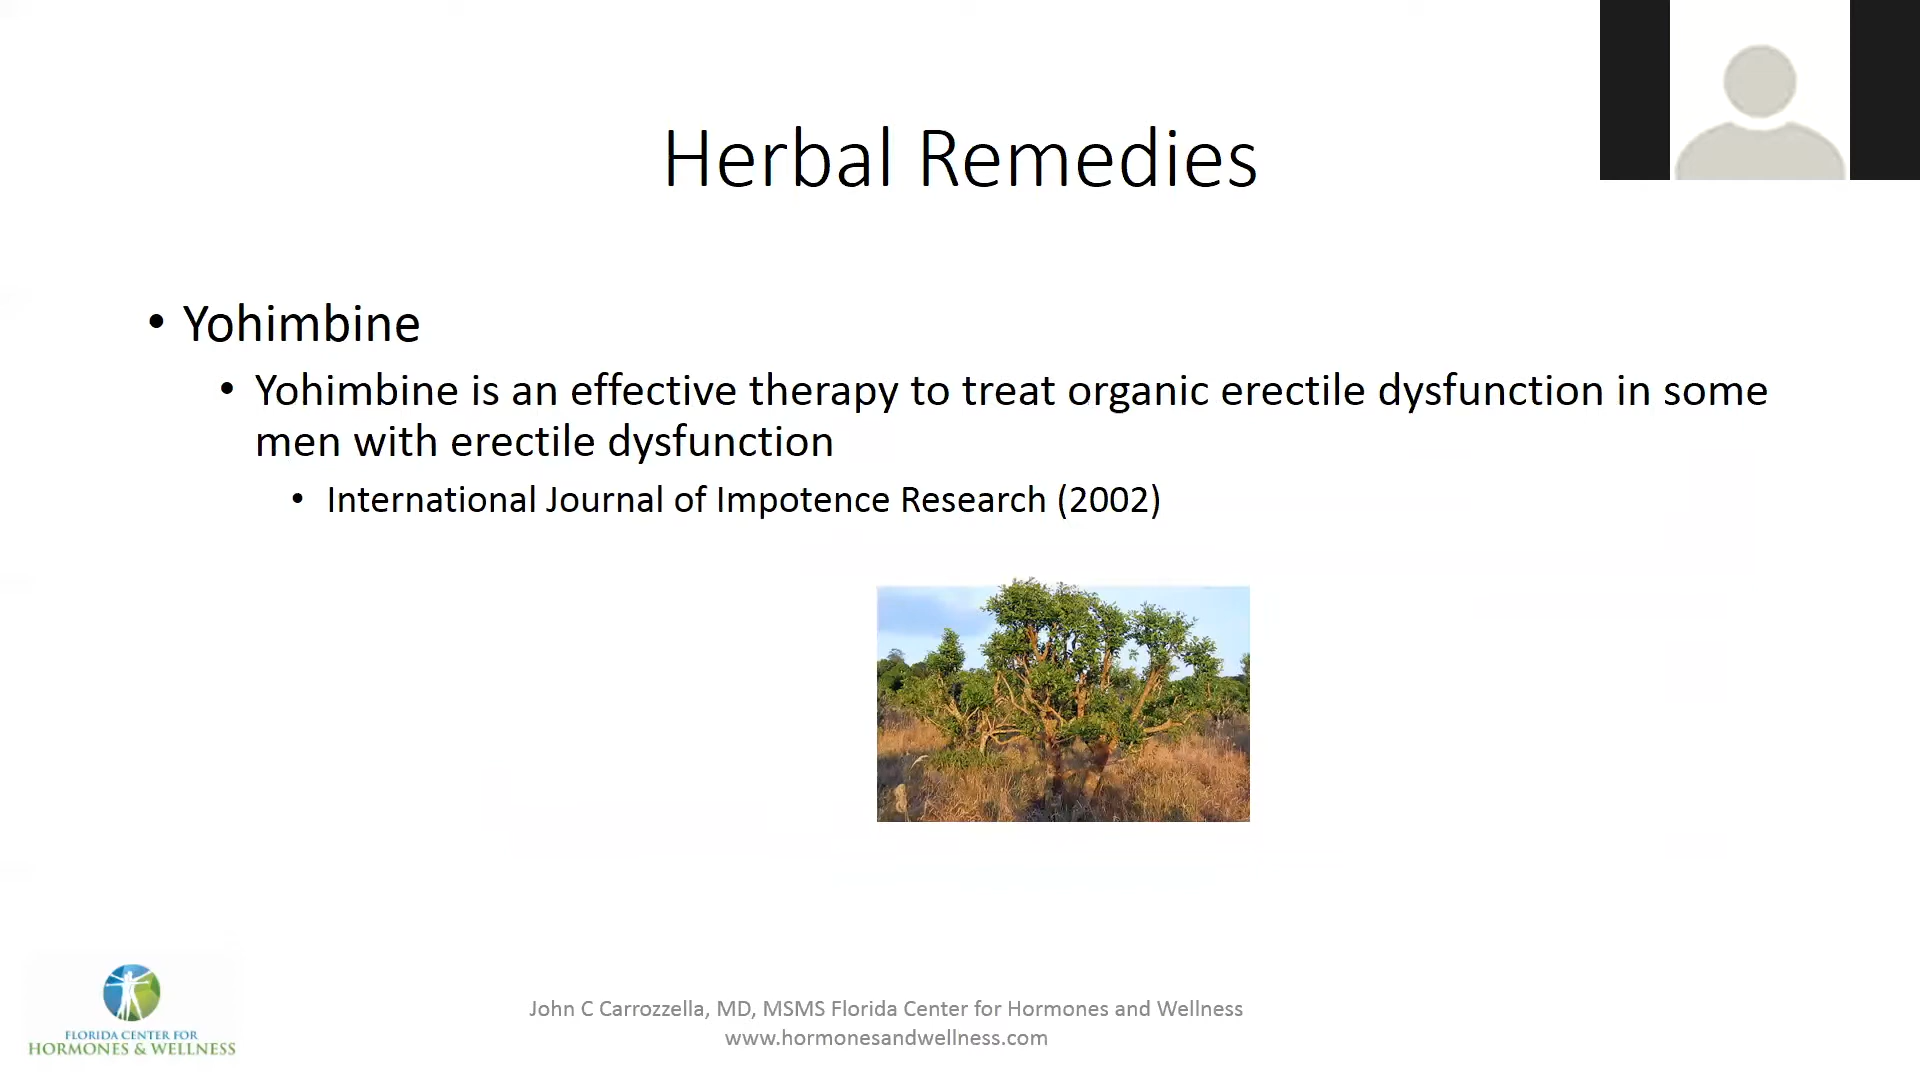 Herbal Remedies
• Yohimbine
• Yohimbine is an effective therapy to treat organic erectile dysfunction in some
men with erectile dysfunction
• International Journal of Impotence Research (2002)
FLORIDA CENTER FOR
HORMONES & WELLNESS
John C Carrozzella, MD, MSMS Florida Center for Hormones and Wellness
www.hormonesandwellness.com